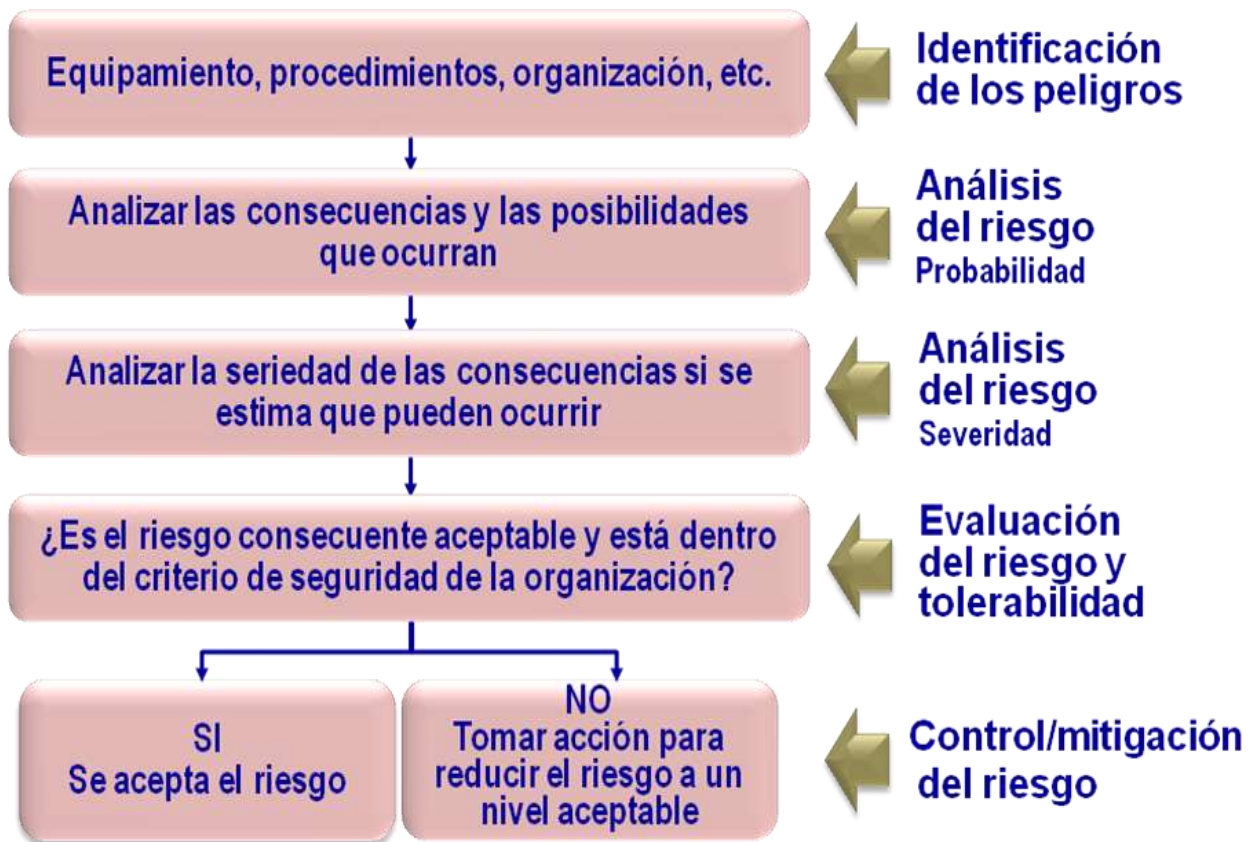 Equipamiento, procedimientos, organización, etc.
Identificación
de los peligros
Analizar las consecuencias y las posibilidades
que ocurran
Análisis
del riesgo
Probabilidad
Analizar la seriedad de las consecuencias si se
estima que pueden ocurrir
Análisis
del riesgo
Severidad
¿Es el riesgo consecuente aceptable y está dentro
del criterio de seguridad de la organización?
Evaluación
del riesgo y
tolerabilidad
SI
Se acepta el riesgo
NO
Tomar acción para
reducir el riesgo a un
nivel aceptable
Control/mitigación
del riesgo